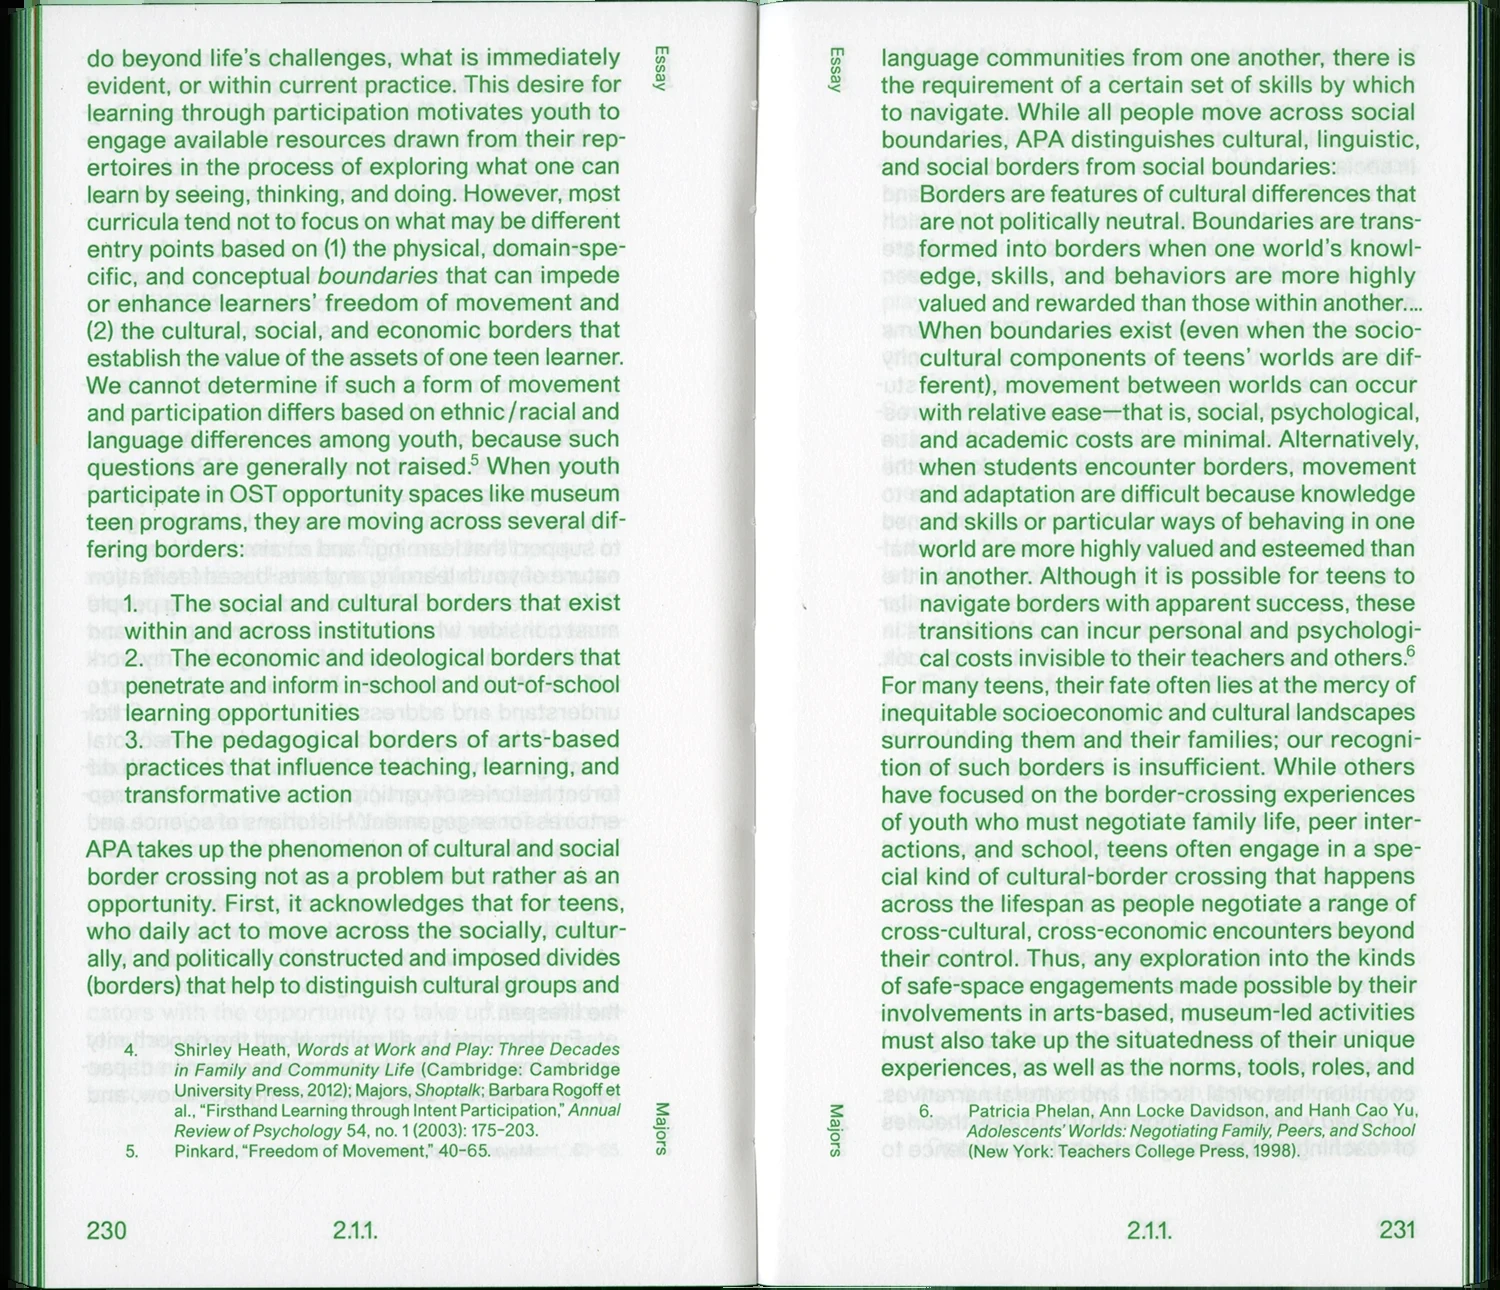 do beyond life's challenges, what is immediately
evident, or within current practice. This desire for
learning through participation motivates youth to
engage available resources drawn from their rep-
ertoires in the process of exploring what one can
learn by seeing, thinking, and doing. However, most
curricula tend not to focus on what may be different
entry points based on (1) the physical, domain-spe-
cific, and conceptual boundaries that can impede
or enhance learners' freedom of movement and
(2) the cultural, social, and economic borders that
establish the value of the assets of one teen learner.
We cannot determine if such a form of movement
and participation differs based on ethnic/racial and
language differences among youth, because such
questions are generally not raised.⁵ When youth
participate in OST opportunity spaces like museum
teen programs, they are moving across several dif-
fering borders:
1. The social and cultural borders that exist
within and across institutions
2. The economic and ideological borders that
penetrate and inform in-school and out-of-school
learning opportunities
3. The pedagogical borders of arts-based
practices that influence teaching, learning, and
transformative action
APA takes up the phenomenon of cultural and social
border crossing not as a problem but rather as an
opportunity. First, it acknowledges that for teens,
who daily act to move across the socially, cultur-
ally, and politically constructed and imposed divides
(borders) that help to distinguish cultural groups and
4. Shirley Heath, Words at Work and Play: Three Decades
in Family and Community Life (Cambridge: Cambridge
University Press, 2012); Majors, Shoptalk; Barbara Rogoff et
al., “Firsthand Learning through Intent Participation,” Annual
Review of Psychology 54, no. 1 (2003): 175–203.
5. Pinkard, “Freedom of Movement,” 40–65.
Essay
Majors
230 2.1.1.
Essay
Majors
language communities from one another, there is
the requirement of a certain set of skills by which
to navigate. While all people move across social
boundaries, APA distinguishes cultural, linguistic,
and social borders from social boundaries:
Borders are features of cultural differences that
are not politically neutral. Boundaries are trans-
formed into borders when one world's knowl-
edge, skills, and behaviors are more highly
valued and rewarded than those within another....
When boundaries exist (even when the socio-
cultural components of teens' worlds are dif-
ferent), movement between worlds can occur
with relative ease—that is, social, psychological,
and academic costs are minimal. Alternatively,
when students encounter borders, movement
and adaptation are difficult because knowledge
and skills or particular ways of behaving in one
world are more highly valued and esteemed than
in another. Although it is possible for teens to
navigate borders with apparent success, these
transitions can incur personal and psychologi-
cal costs invisible to their teachers and others.⁶
For many teens, their fate often lies at the mercy of
inequitable socioeconomic and cultural landscapes
surrounding them and their families; our recogni-
tion of such borders is insufficient. While others
have focused on the border-crossing experiences
of youth who must negotiate family life, peer inter-
actions, and school, teens often engage in a spe-
cial kind of cultural-border crossing that happens
across the lifespan as people negotiate a range of
cross-cultural, cross-economic encounters beyond
their control. Thus, any exploration into the kinds
of safe-space engagements made possible by their
involvements in arts-based, museum-led activities
must also take up the situatedness of their unique
experiences, as well as the norms, tools, roles, and
6. Patricia Phelan, Ann Locke Davidson, and Hanh Cao Yu,
Adolescents' Worlds: Negotiating Family, Peers, and School
(New York: Teachers College Press, 1998).
2.1.1. 231